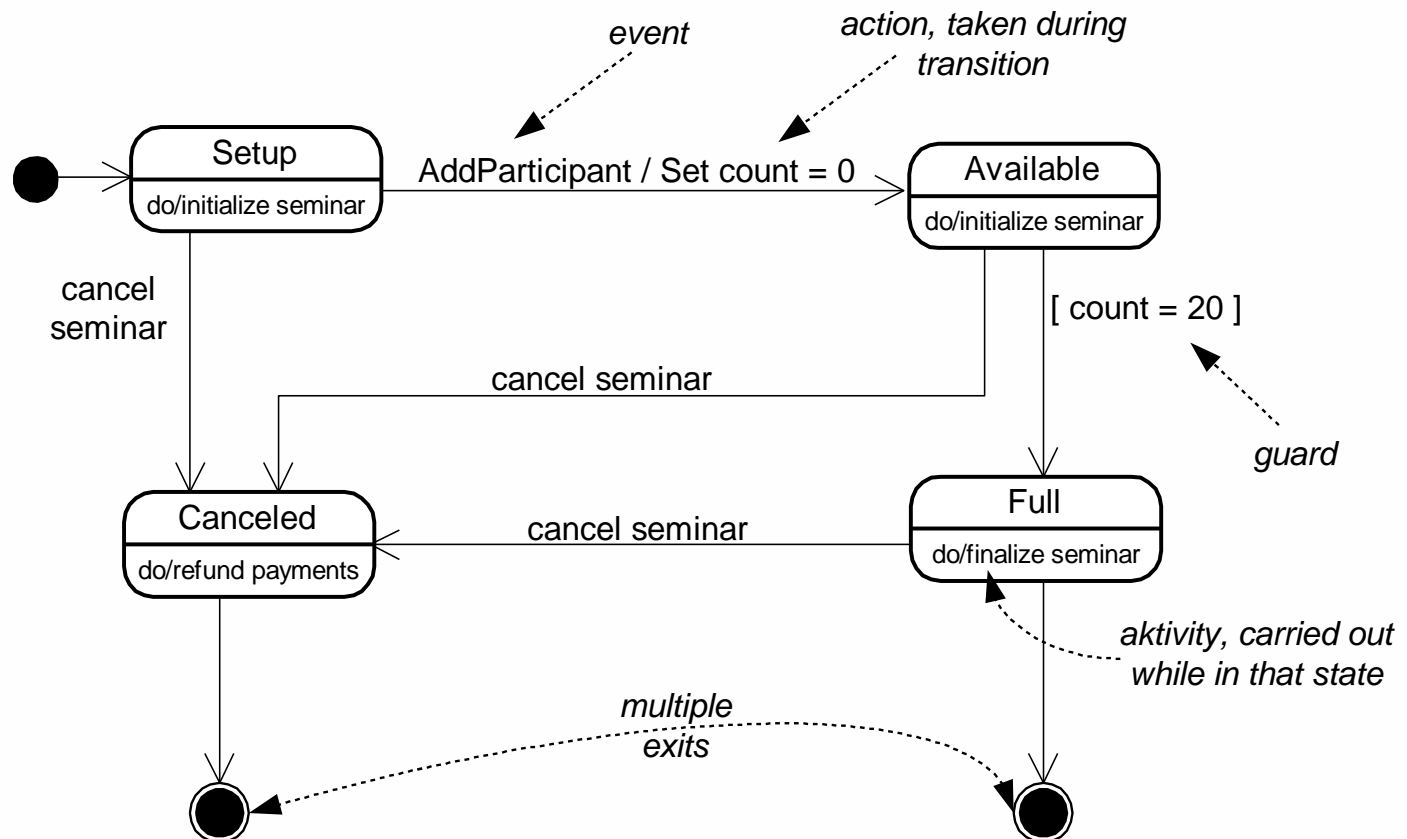 event
action, taken during
transition
Setup
do/initialize seminar
AddParticipant / Set count = 0
Available
do/initialize seminar
cancel
seminar
[ count = 20 ]
cancel seminar
guard
Canceled
do/refund payments
cancel seminar
Full
do/finalize seminar
aktivity, carried out
while in that state
multiple
exits